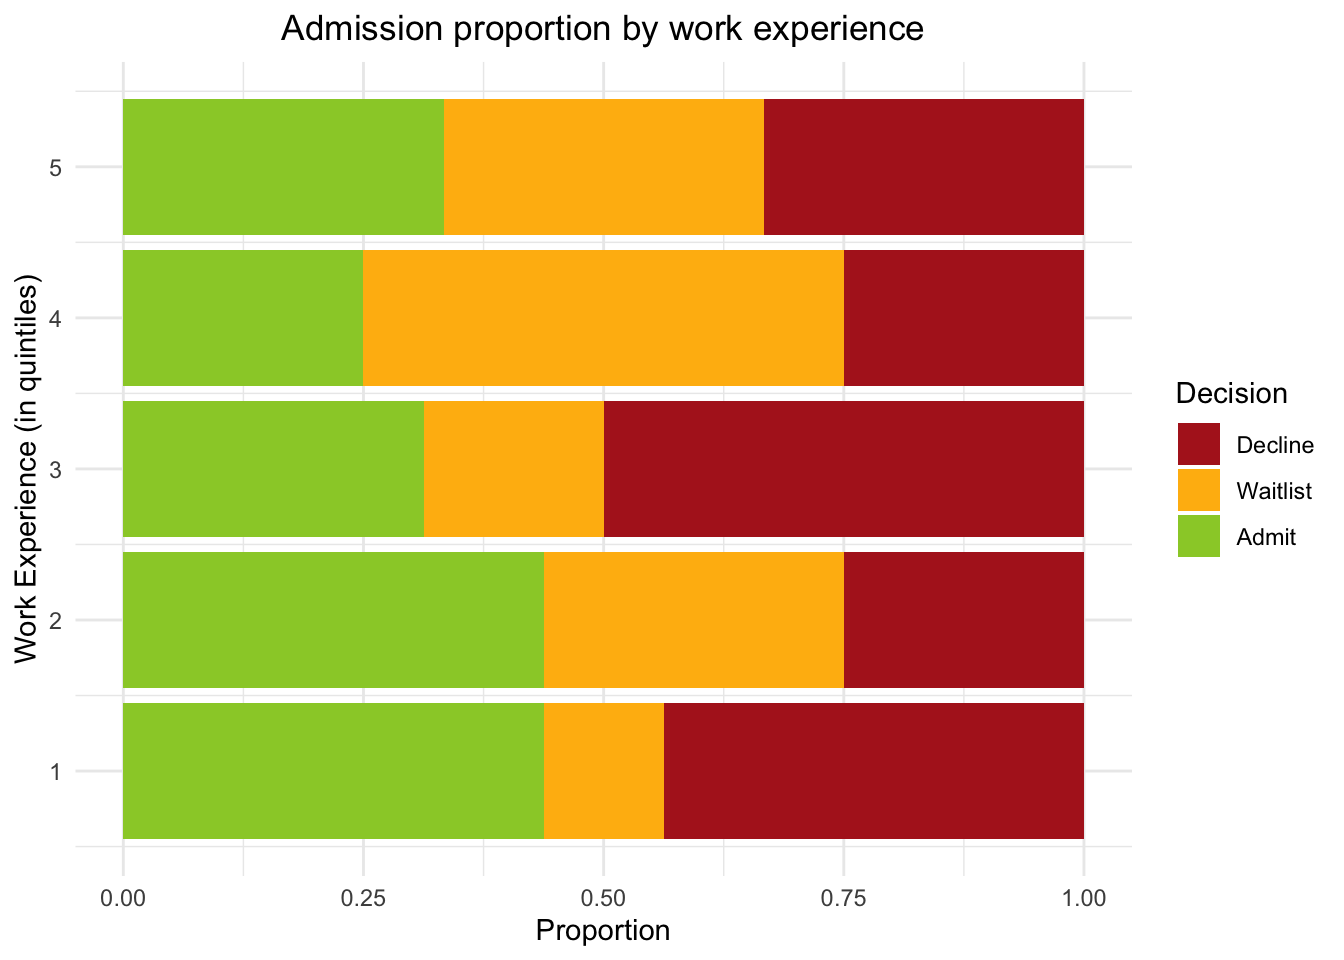 Admission proportion by work experience
Work Experience (in quintiles)
5
4
3
2
1
0.00 0.25 0.50 0.75 1.00
Proportion
Decision
Decline
Waitlist
Admit